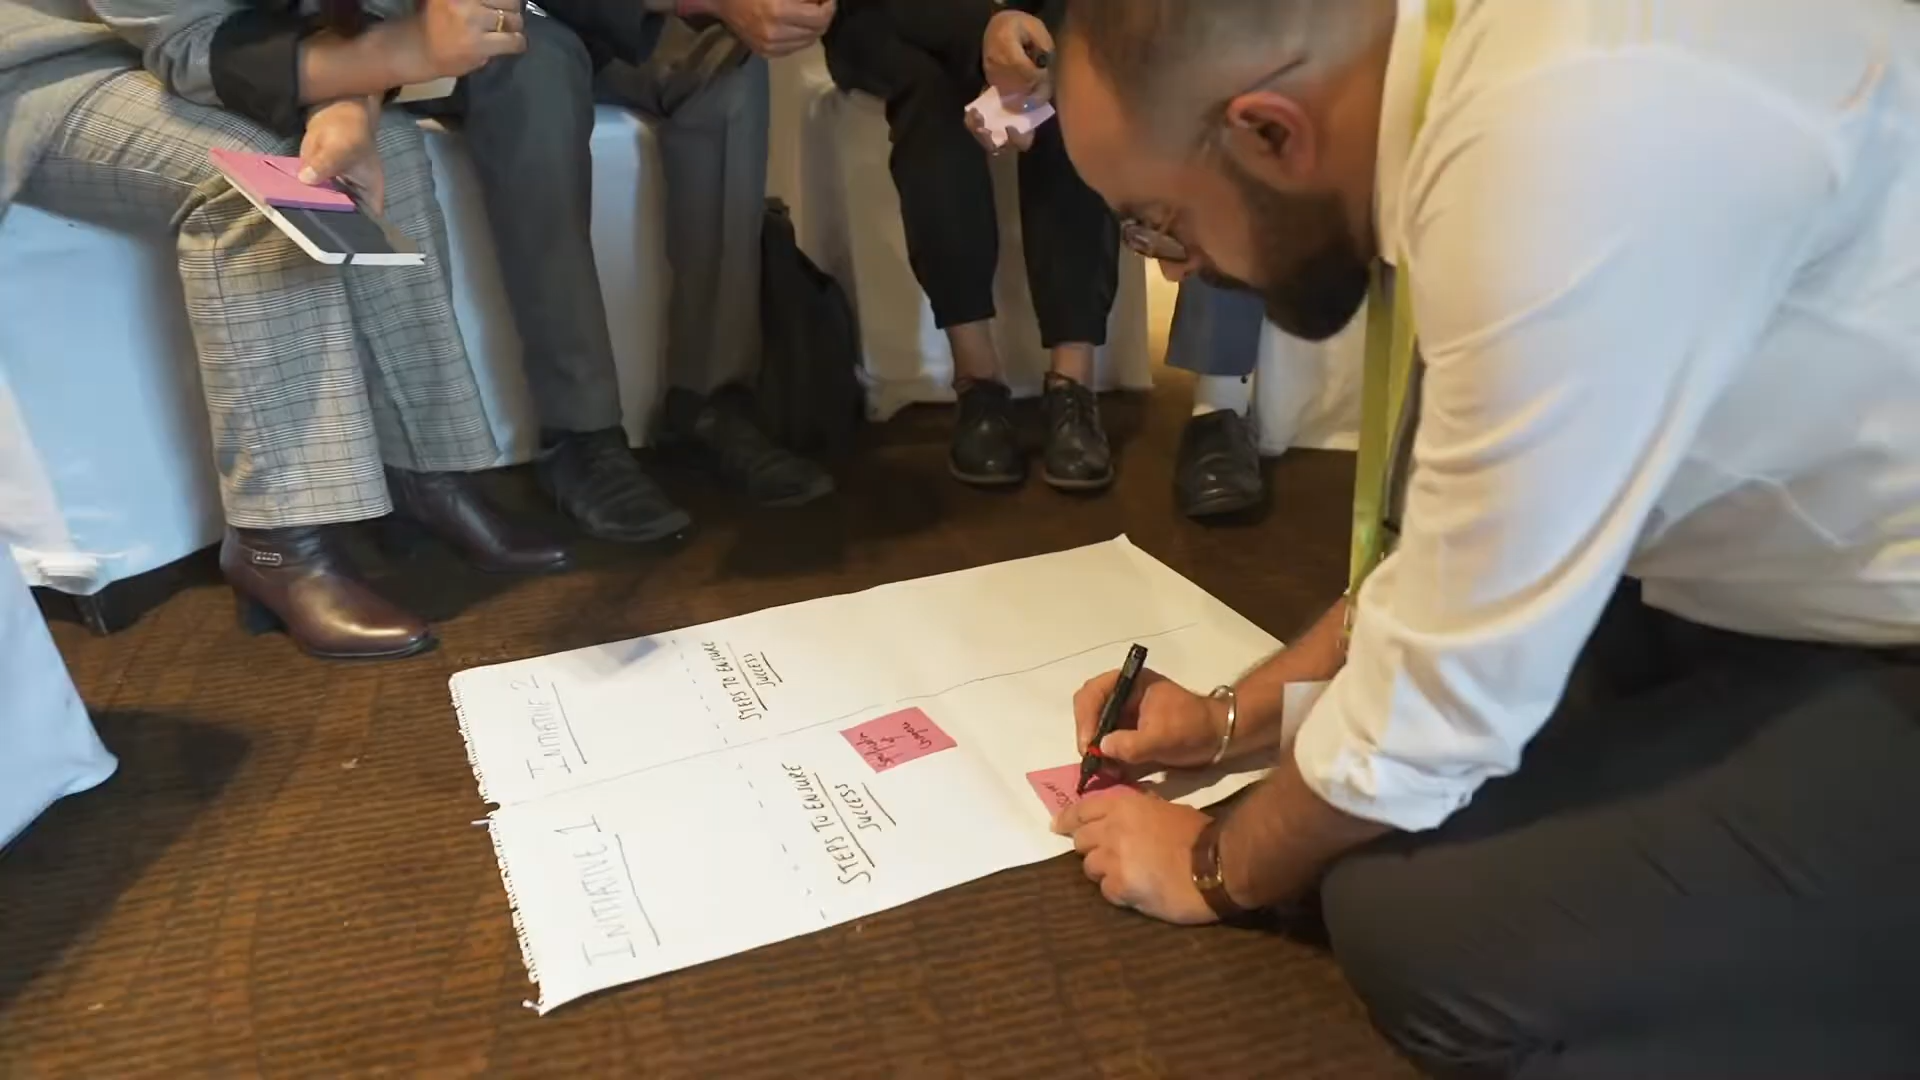 INITIATIVE 2
STEPS TO ENSURE
SUCCESS
INITIATIVE 1
STEPS TO ENSURE
SUCCESS